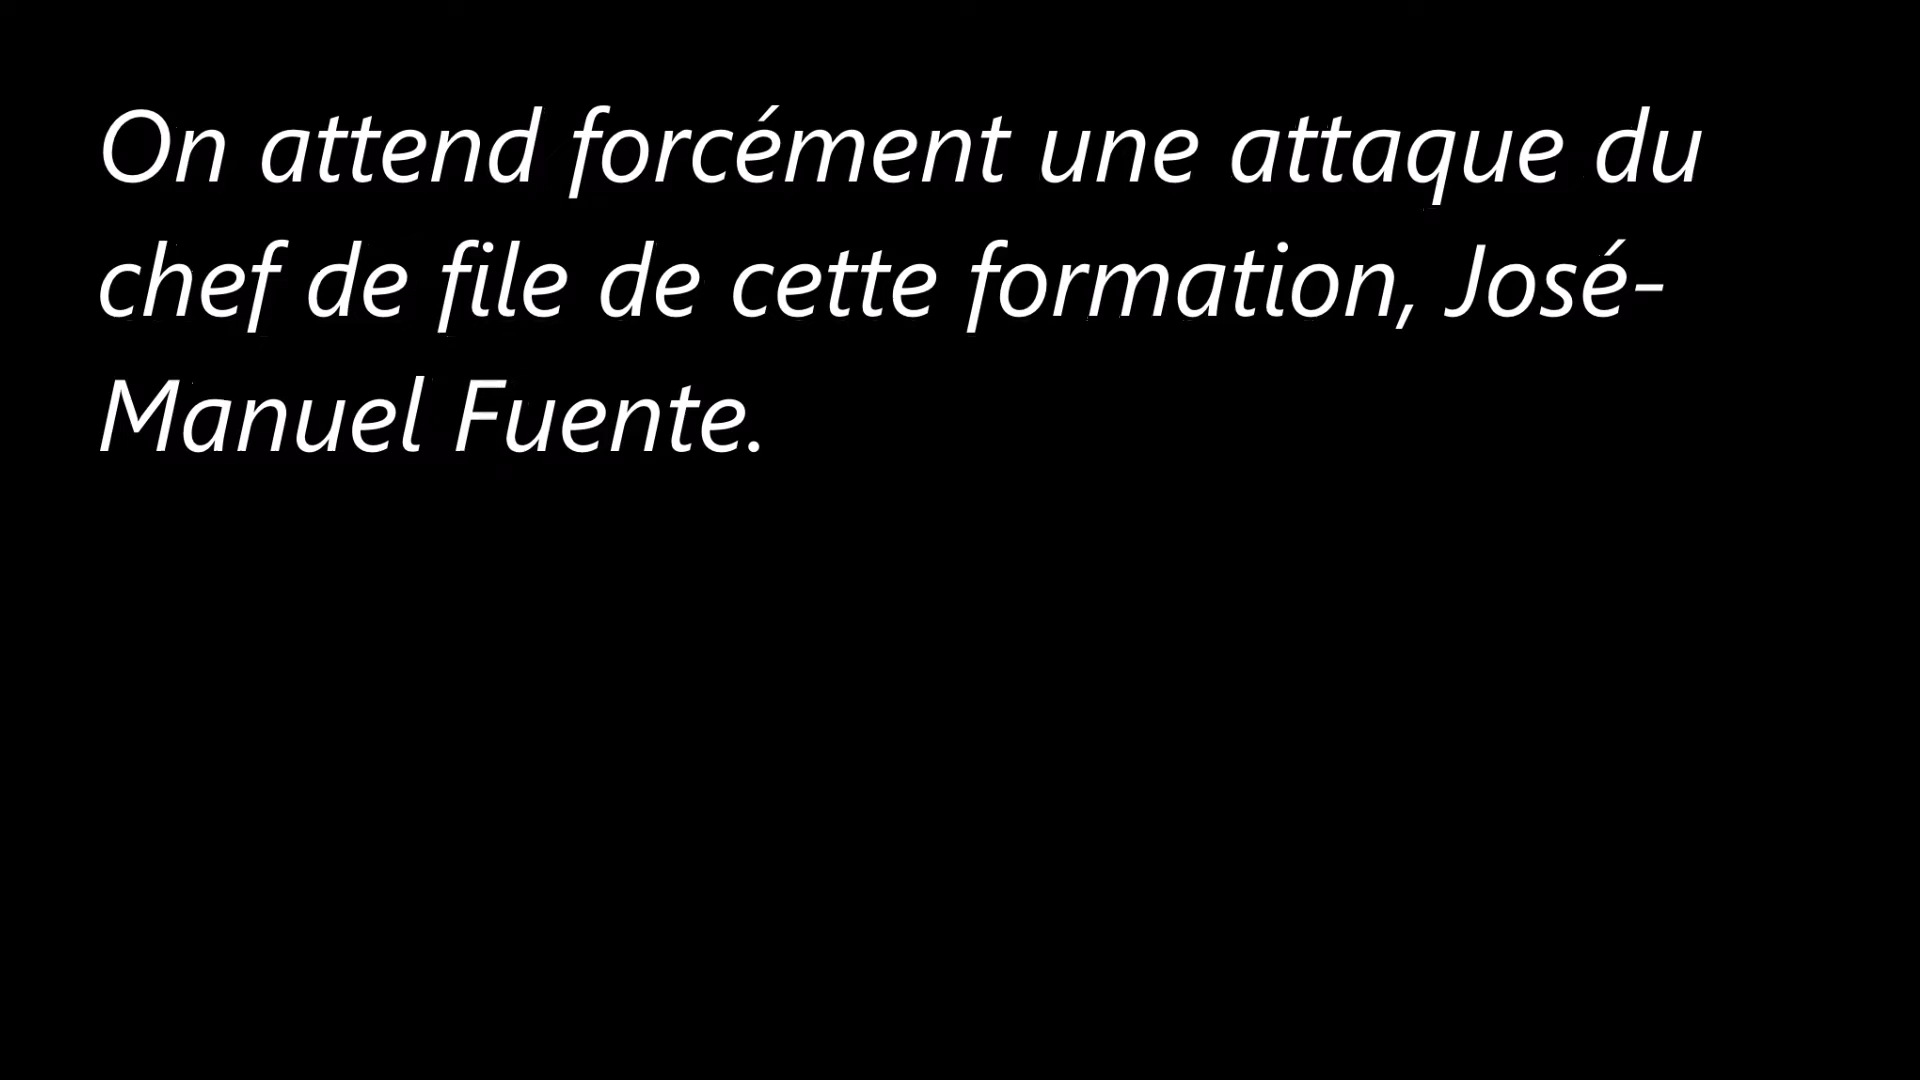 On attend forcément une attaque du
chef de file de cette formation, José-
Manuel Fuente.